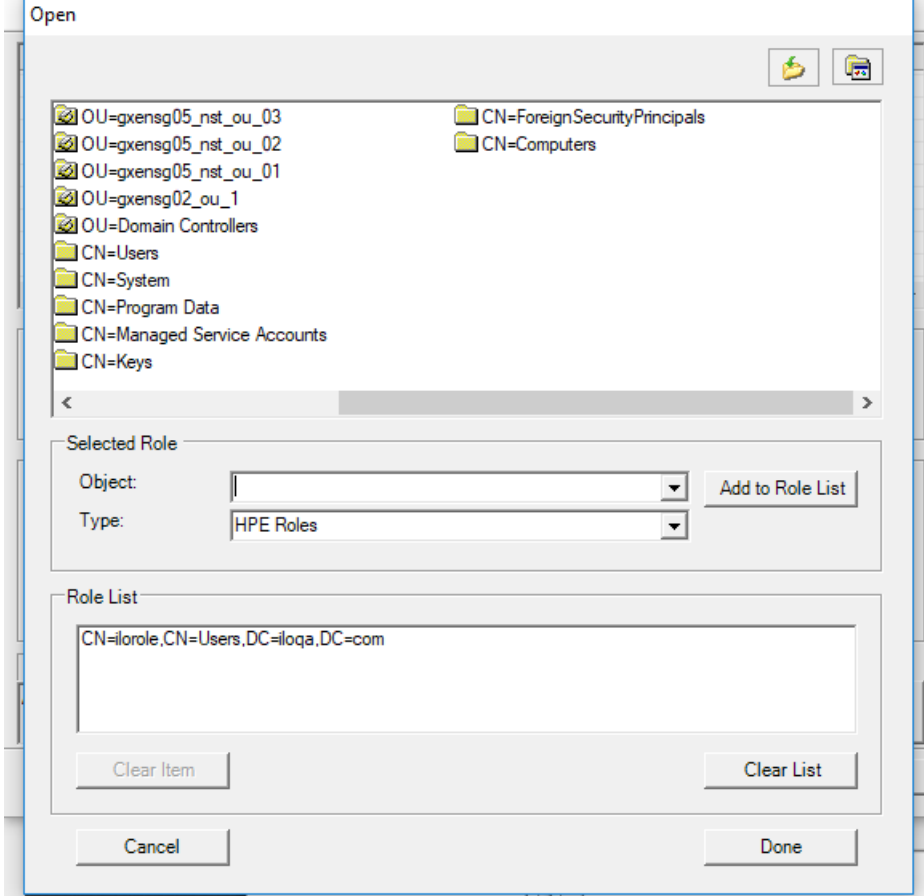 Open
OU=gxensg05_nst_ou_03
OU=gxensg05_nst_ou_02
OU=gxensg05_nst_ou_01
OU=gxensg02_ou_1
OU=Domain Controllers
CN=Users
CN=System
CN=Program Data
CN=Managed Service Accounts
CN=Keys
CN=ForeignSecurityPrincipals
CN=Computers
Selected Role
Object:
Add to Role List
Type:
HPE Roles
Role List
CN=ilorole,CN=Users,DC=iloqa,DC=com
Clear Item
Clear List
Cancel
Done